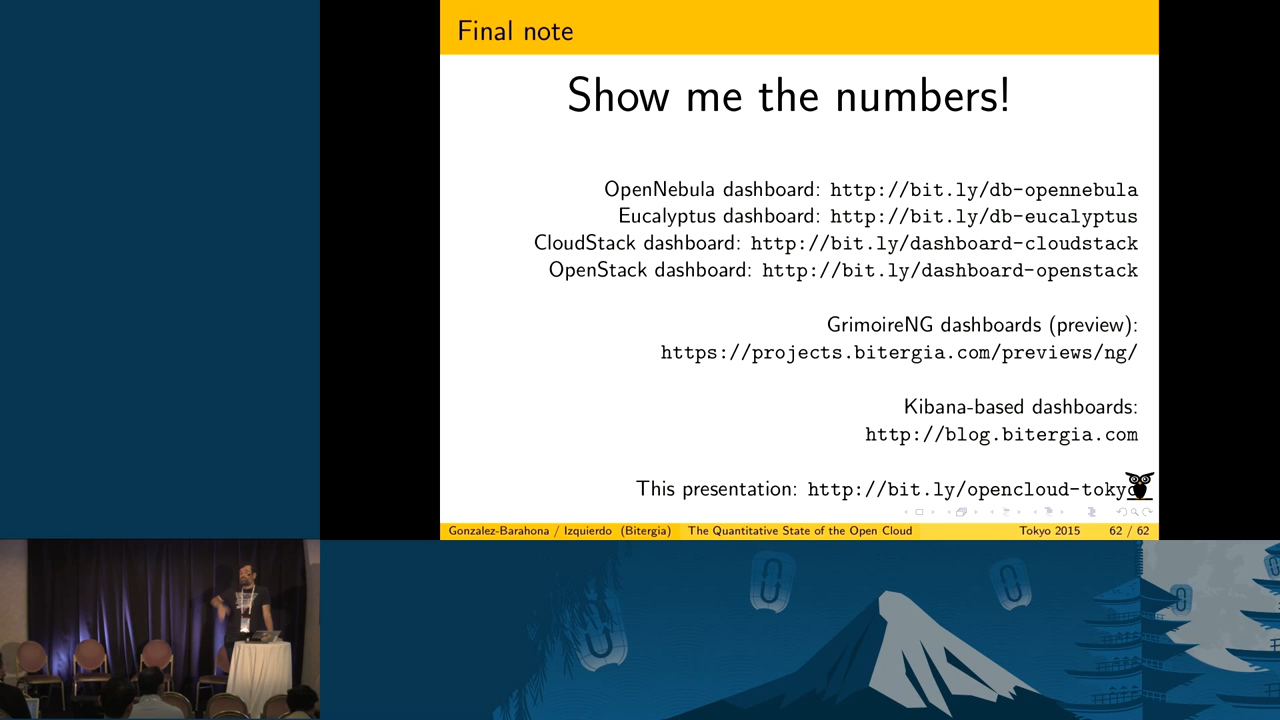 Final note
Show me the numbers!
OpenNebula dashboard: http://bit.ly/db-opennebula
Eucalyptus dashboard: http://bit.ly/db-eucalyptus
CloudStack dashboard: http://bit.ly/dashboard-cloudstack
OpenStack dashboard: http://bit.ly/dashboard-openstack
GrimoireNG dashboards (preview):
https://projects.bitergia.com/previews/ng/
Kibana-based dashboards:
http://blog.bitergia.com
This presentation: http://bit.ly/opencloud-tokyo
Gonzalez-Barahona / Izquierdo (Bitergia) The Quantitative State of the Open Cloud Tokyo 2015 62 / 62